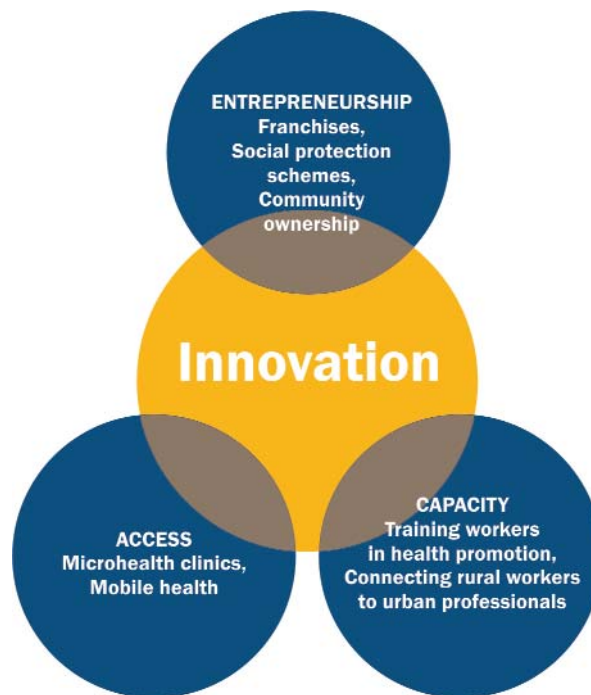 ENTREPRENEURSHIP
Franchises,
Social protection
schemes,
Community
ownership
Innovation
ACCESS
Microhealth clinics,
Mobile health
CAPACITY
Training workers
in health promotion,
Connecting rural workers
to urban professionals